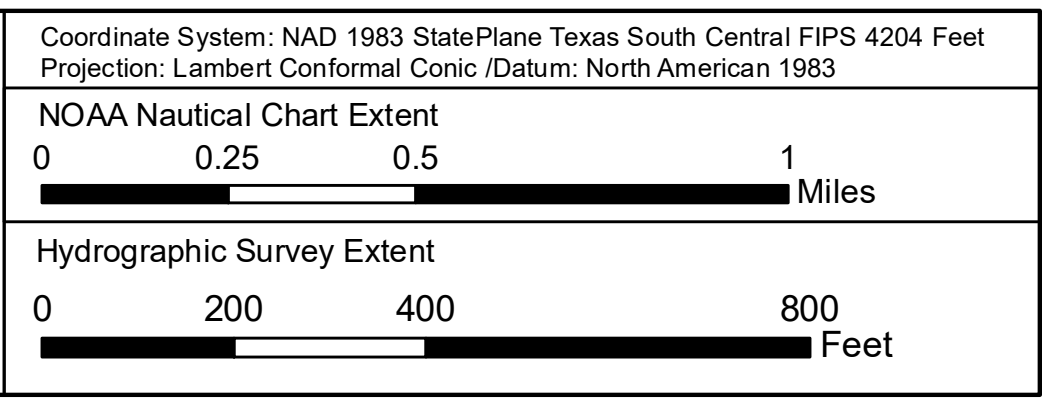 Coordinate System: NAD 1983 StatePlane Texas South Central FIPS 4204 Feet
Projection: Lambert Conformal Conic /Datum: North American 1983
NOAA Nautical Chart Extent
0 0.25 0.5 1
Miles
Hydrographic Survey Extent
0 200 400 800
Feet